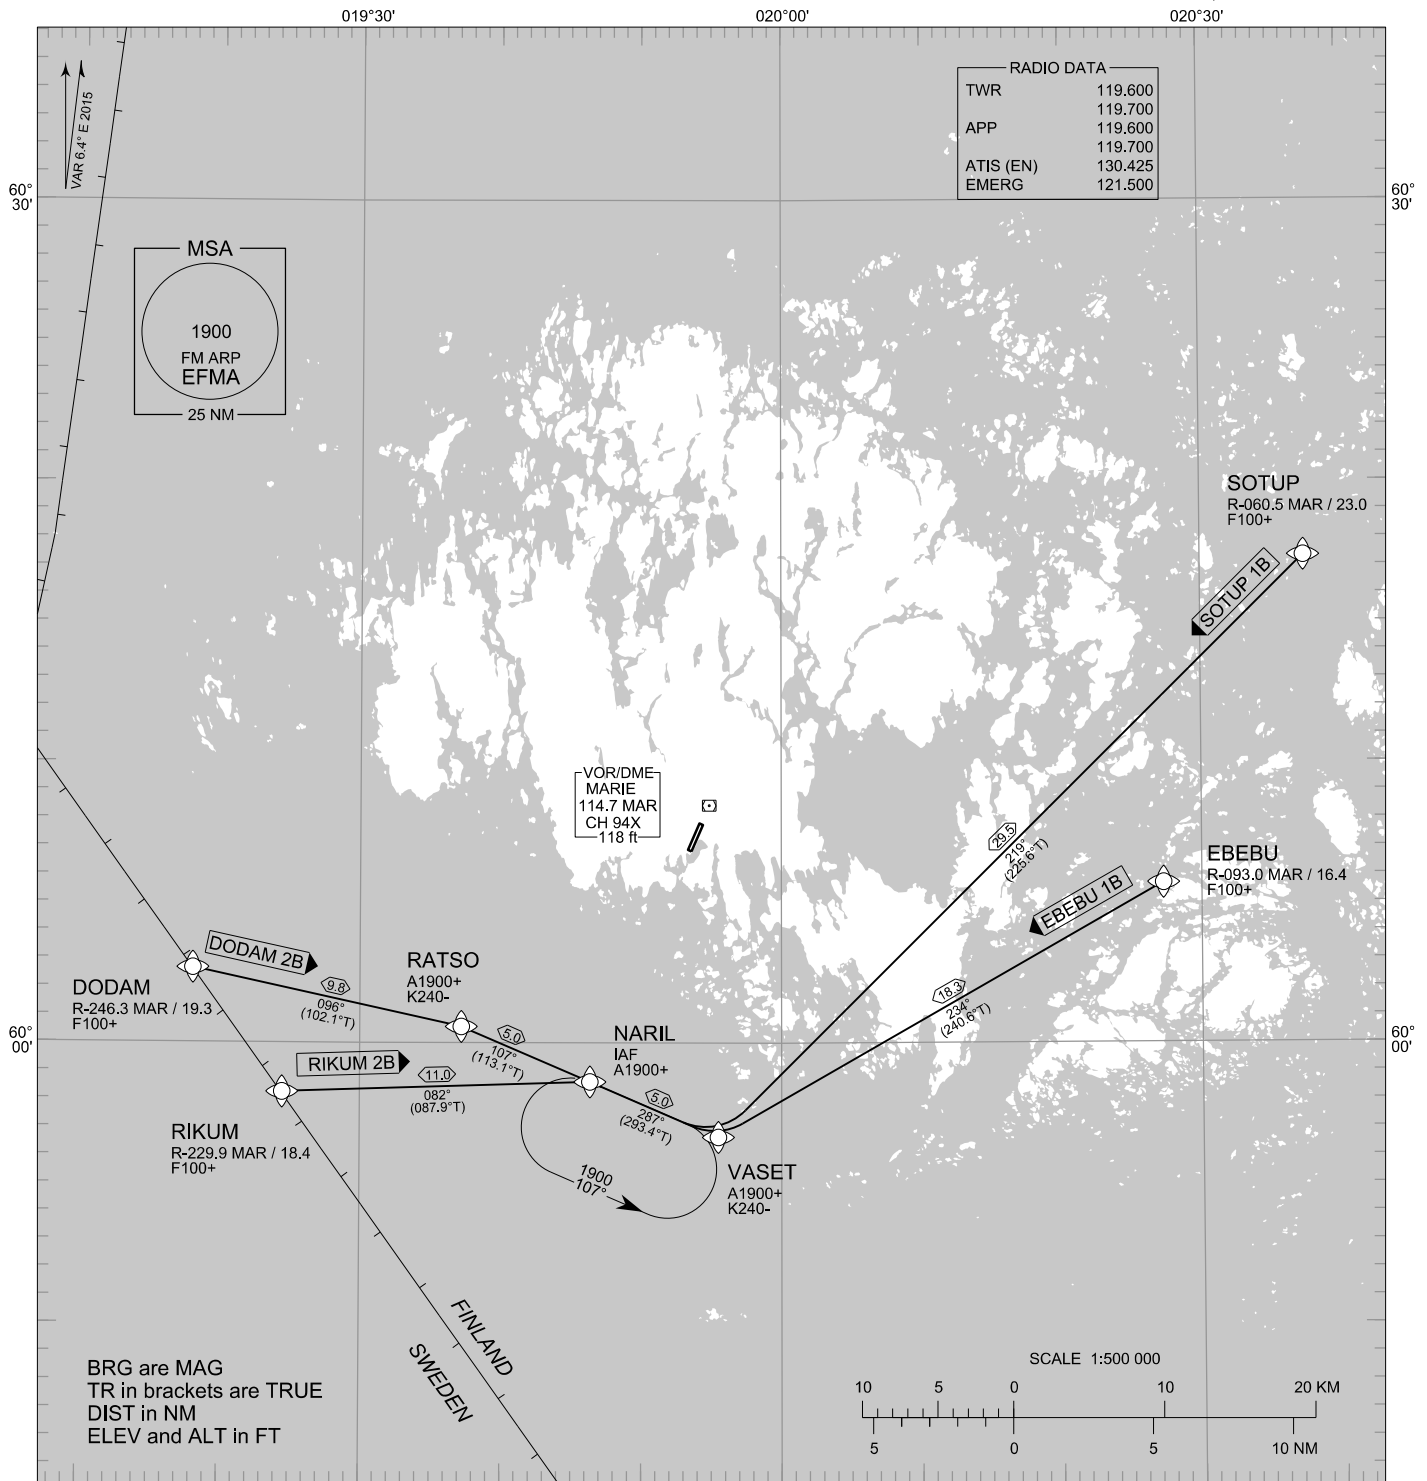 019°30'
020°00'
020°30'
VAR 6.4° E 2015
RADIO DATA
TWR 119.600
119.700
APP 119.600
119.700
ATIS (EN) 130.425
EMERG 121.500
60°
30'
60°
30'
MSA
1900
FM ARP
EFMA
25 NM
SOTUP
R-060.5 MAR / 23.0
F100+
SOTUP 1B
VOR/DME
MARIE
114.7 MAR
CH 94X
118 ft
29.5
219°
(225.6°T)
EBEBU
R-093.0 MAR / 16.4
F100+
EBEBU 1B
18.3
234°
(240.6°T)
DODAM 2B
DODAM
R-246.3 MAR / 19.3
F100+
9.8
096°
(102.1°T)
RATSO
A1900+
K240-
60°
00'
60°
00'
5.0
107°
(113.1°T)
NARIL
IAF
A1900+
RIKUM 2B
11.0
082°
(087.9°T)
5.0
287°
(293.4°T)
RIKUM
R-229.9 MAR / 18.4
F100+
1900
107°
VASET
A1900+
K240-
FINLAND
SWEDEN
BRG are MAG
TR in brackets are TRUE
DIST in NM
ELEV and ALT in FT
SCALE 1:500 000
10 5 0 10 20 KM
5 0 5 10 NM